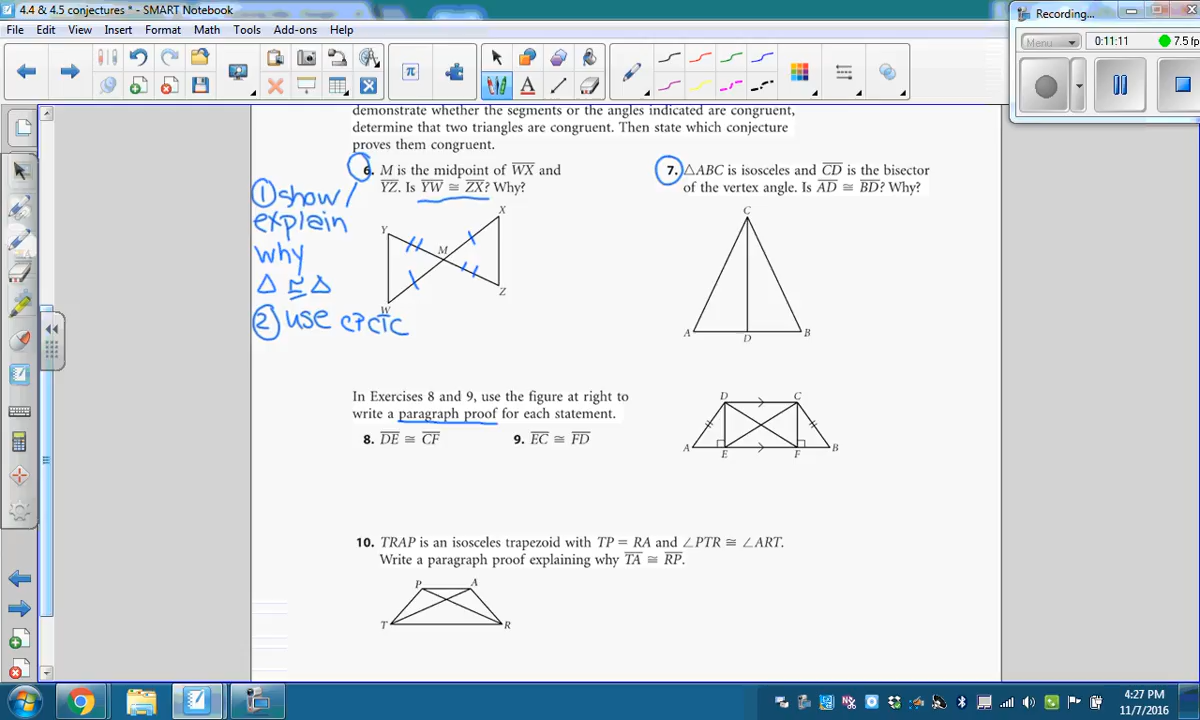 4.4 & 4.5 conjectures * - SMART Notebook
Recording...
File Edit View Insert Format Math Tools Add-ons Help
Menu
0:11:11
7.5 fp
demonstrate whether the segments or the angles indicated are congruent,
determine that two triangles are congruent. Then state which conjecture
proves them congruent.
6. M is the midpoint of WX and
YZ. Is YW ≅ ZX? Why?
7. △ABC is isosceles and CD is the bisector
of the vertex angle. Is AD ≅ BD? Why?
① show /
explain
why
△ ≅ △
② use CPCTC
Y
X
M
W
Z
C
A
D
B
In Exercises 8 and 9, use the figure at right to
write a paragraph proof for each statement.
8. DE ≅ CF
9. EC ≅ FD
D
C
A
E
F
B
10. TRAP is an isosceles trapezoid with TP = RA and ∠PTR ≅ ∠ART.
Write a paragraph proof explaining why TA ≅ RP.
P
A
T
R
4:27 PM
11/7/2016